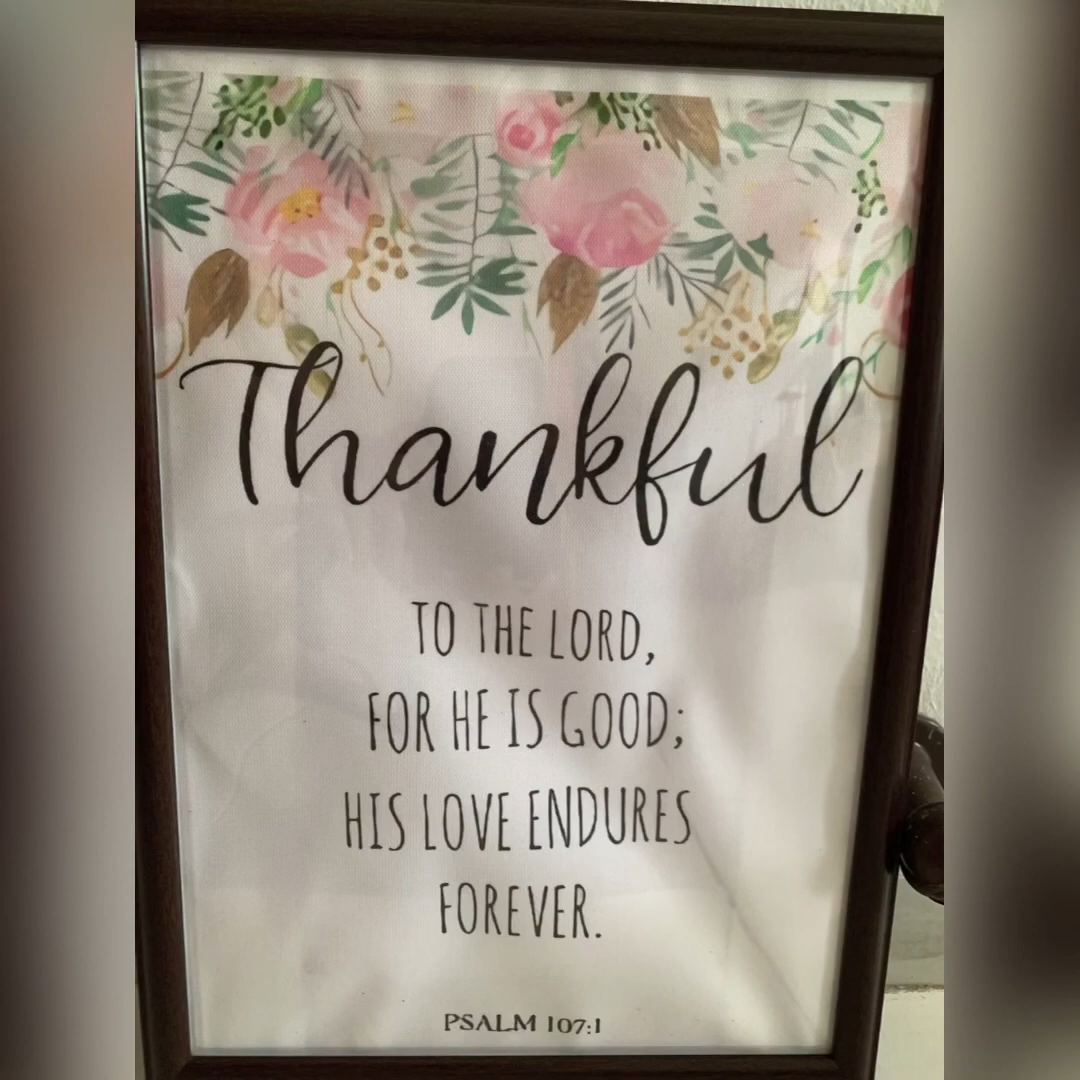 Thankful
TO THE LORD,
FOR HE IS GOOD;
HIS LOVE ENDURES
FOREVER.
PSALM 107:1